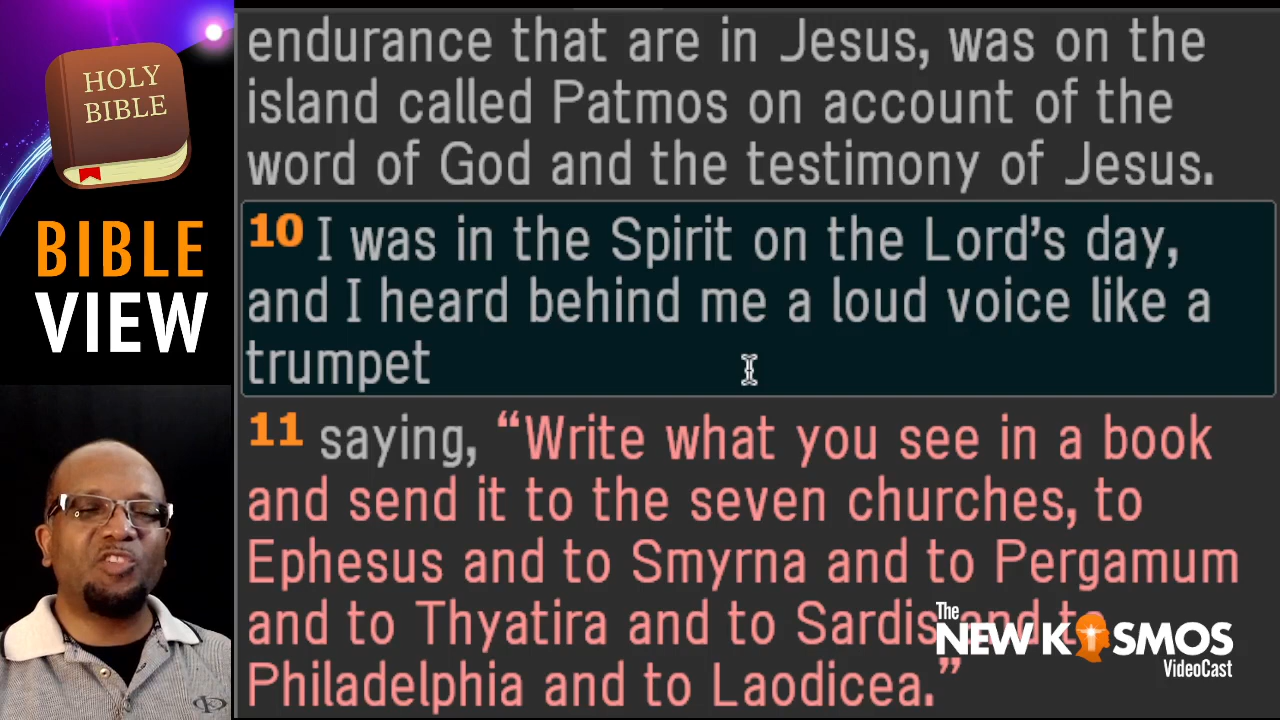 HOLY
BIBLE
BIBLE
VIEW
endurance that are in Jesus, was on the
island called Patmos on account of the
word of God and the testimony of Jesus.
10 I was in the Spirit on the Lord’s day,
and I heard behind me a loud voice like a
trumpet
11 saying, “Write what you see in a book
and send it to the seven churches, to
Ephesus and to Smyrna and to Pergamum
and to Thyatira and to Sardis and to
Philadelphia and to Laodicea.”
The
NEW KOSMOS
VideoCast